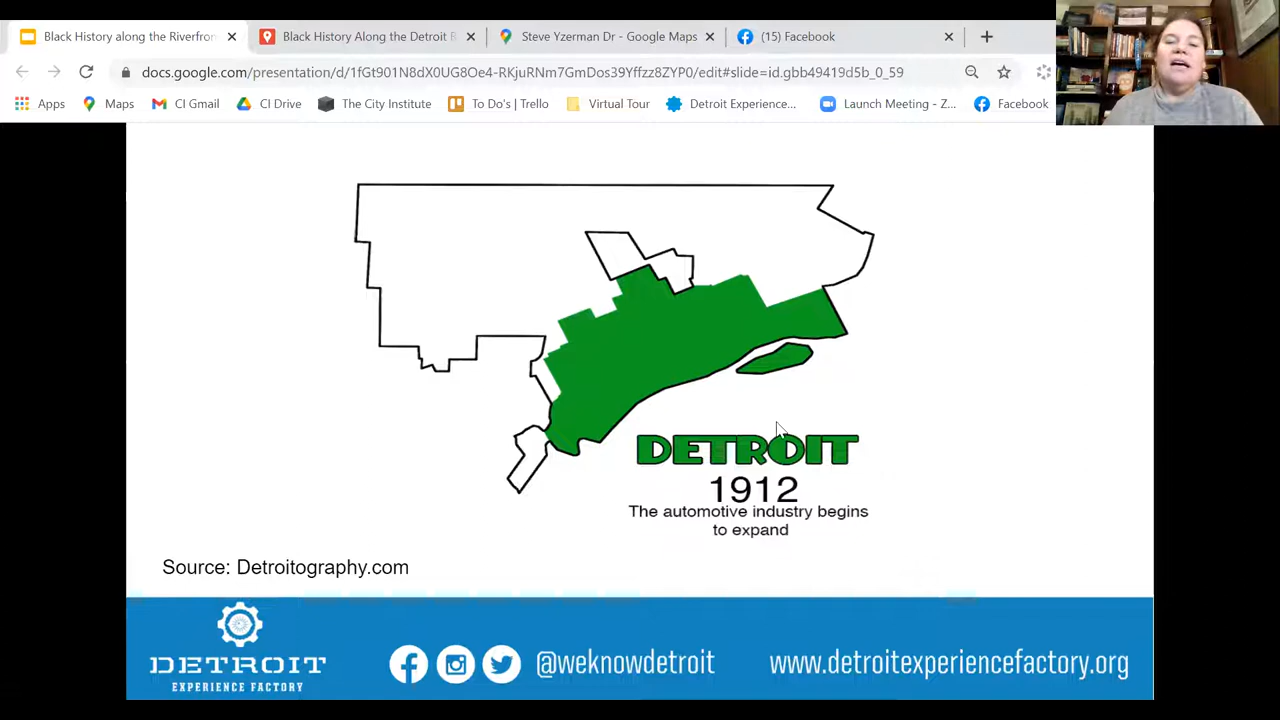 Black History along the Riverfron
Black History Along the Detroit R
Steve Yzerman Dr - Google Maps
(15) Facebook
docs.google.com/presentation/d/1fGt901N8dX0UG8Os4-RKjuRNm7GmDos39Yffzz8ZYP0/edit#slide=id.gbb49419d5b_0_59
Apps
Maps
CI Gmail
CI Drive
The City Institute
To Do's | Trello
Virtual Tour
Detroit Experience...
Launch Meeting - Z...
Facebook
DETROIT
1912
The automotive industry begins
to expand
Source: Detroitography.com
DETROIT
EXPERIENCE FACTORY
@weknowdetroit
www.detroitexperiencefactory.org